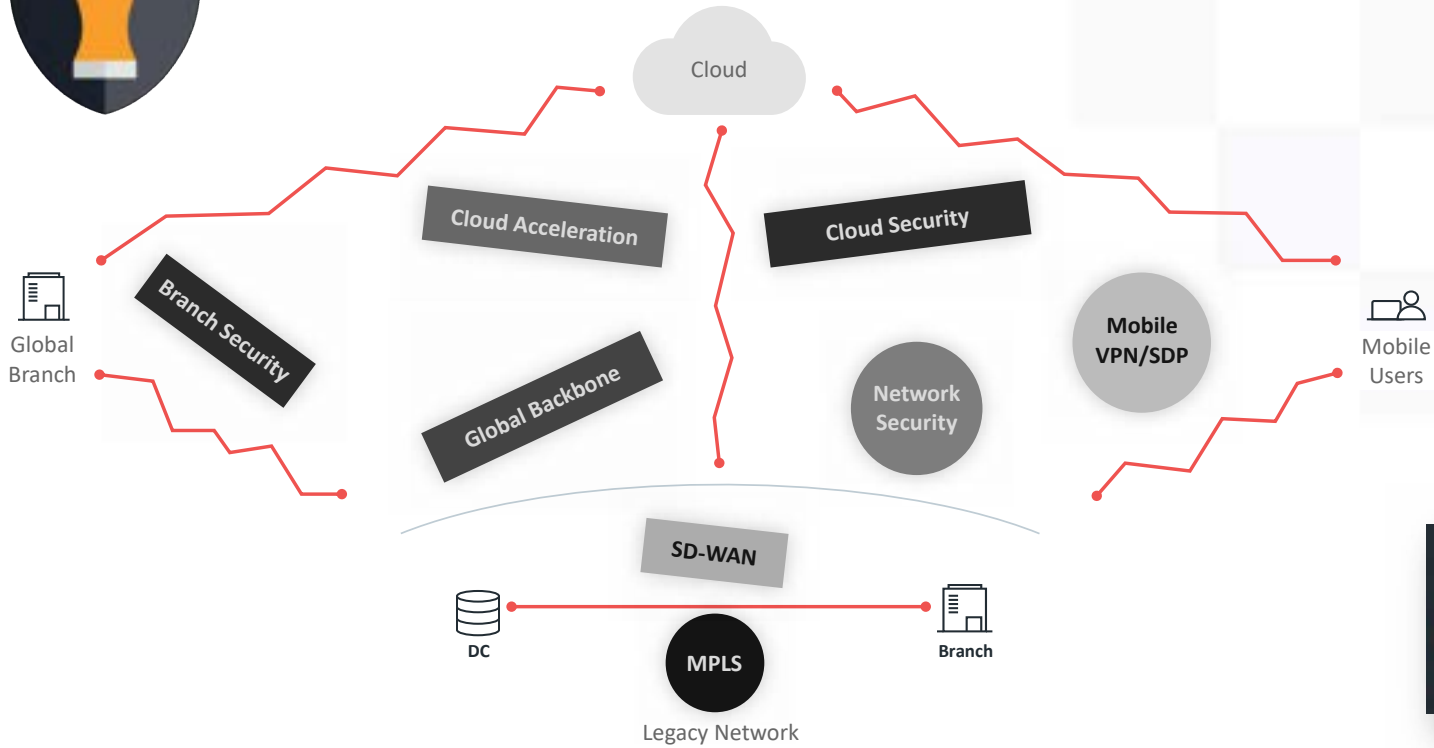 Cloud
Cloud Acceleration
Cloud Security
Branch Security
Global
Branch
Global Backbone
Network
Security
Mobile
VPN/SDP
Mobile
Users
SD-WAN
DC
MPLS
Branch
Legacy Network